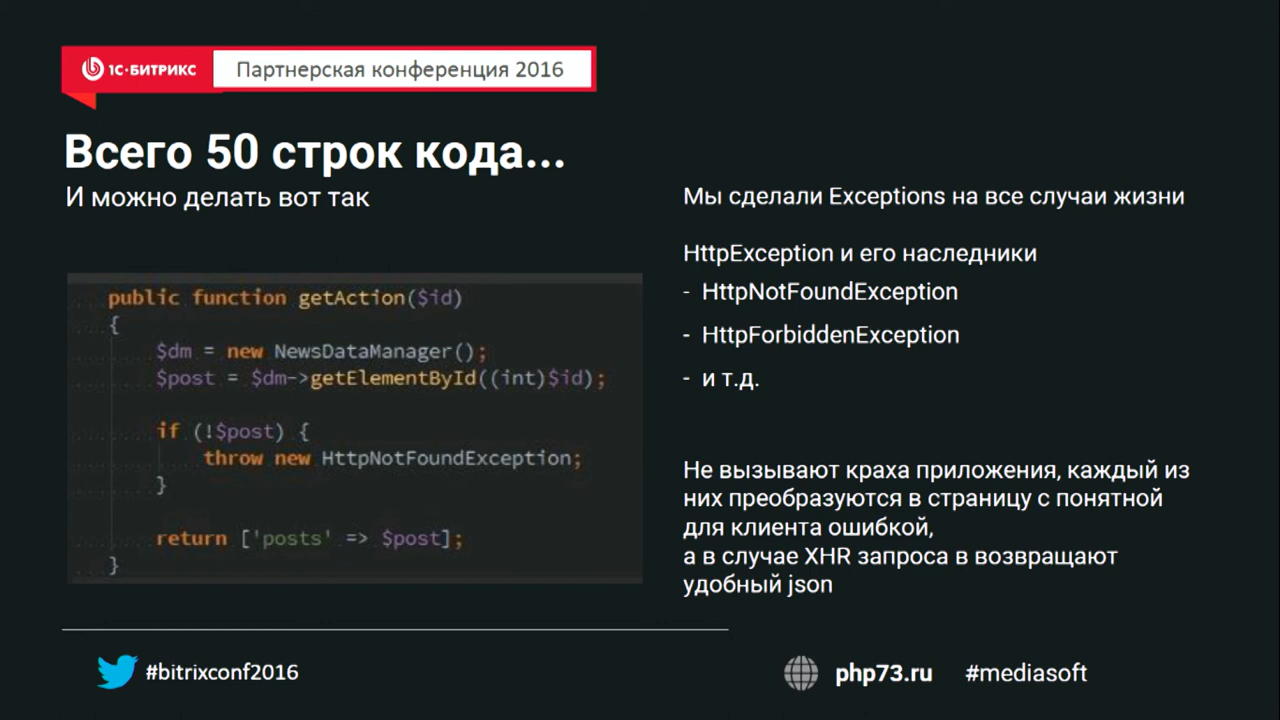 1С·БИТРИКС
Партнерская конференция 2016
Всего 50 строк кода...
И можно делать вот так
public function getAction($id)
{
$dm = new NewsDataManager();
$post = $dm->getElementById((int)$id);
if (!$post) {
throw new HttpNotFoundException;
}
return ['posts' => $post];
}
Мы сделали Exceptions на все случаи жизни
HttpException и его наследники
- HttpNotFoundException
- HttpForbiddenException
- и т.д.
Не вызывают краха приложения, каждый из
них преобразуются в страницу с понятной
для клиента ошибкой,
а в случае XHR запроса в возвращают
удобный json
#bitrixconf2016
php73.ru
#mediasoft